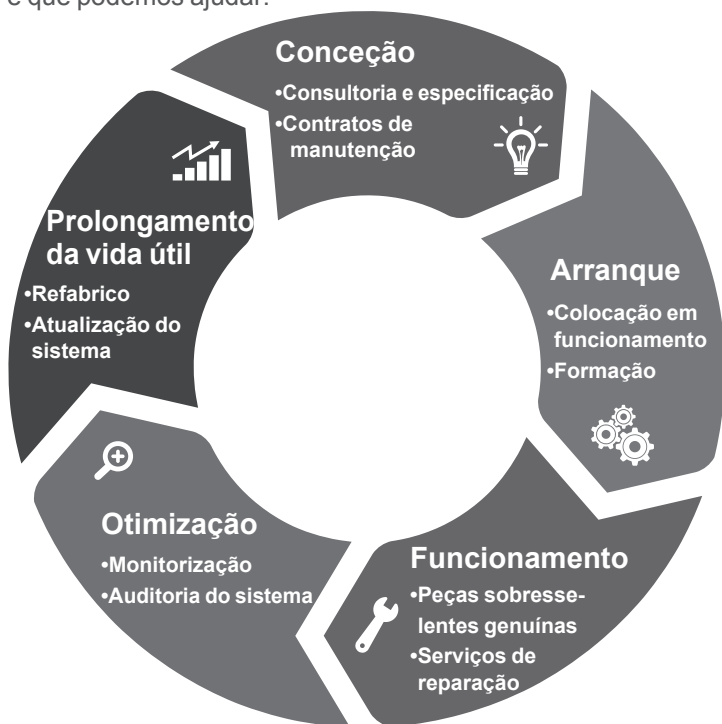 e que podemos ajudar.
Conceção
•Consultoria e especificação
•Contratos de
manutenção
Arranque
•Colocação em
funcionamento
•Formação
Funcionamento
•Peças sobresse-
lentes genuínas
•Serviços de
reparação
Otimização
•Monitorização
•Auditoria do sistema
Prolongamento
da vida útil
•Refabrico
•Atualização do
sistema